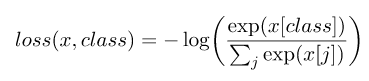 loss(x, class) = − log( exp(x[class]) / ∑_j exp(x[j]) )